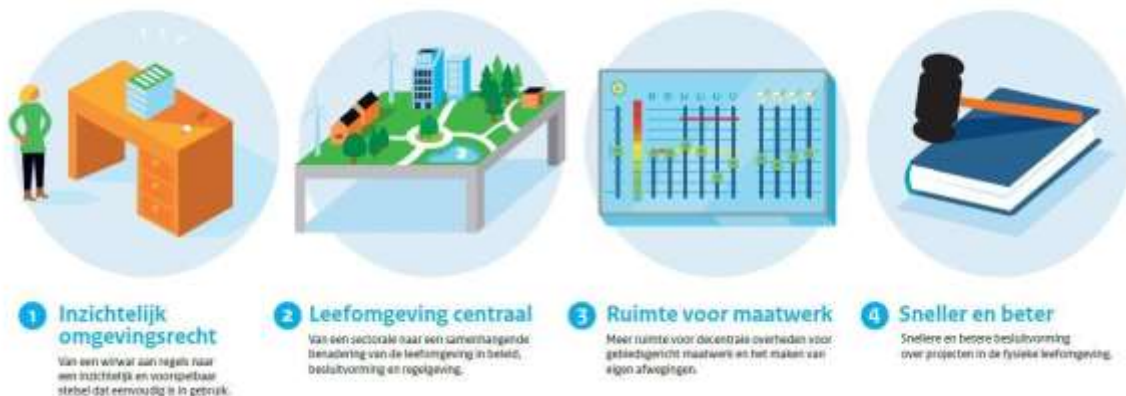 1 Inzichtelijk
omgevingsrecht
Van een wirwar aan regels naar
een inzichtelijk en voorspelbaar
stelsel dat eenvoudig is in gebruik.
2 Leefomgeving centraal
Van een sectorale naar een samenhangende
benadering van de leefomgeving in beleid,
besluitvorming en regelgeving.
3 Ruimte voor maatwerk
Meer ruimte voor decentrale overheden voor
gebiedsgericht maatwerk en het maken van
eigen afwegingen.
4 Sneller en beter
Snellere en betere besluitvorming
over projecten in de fysieke leefomgeving.